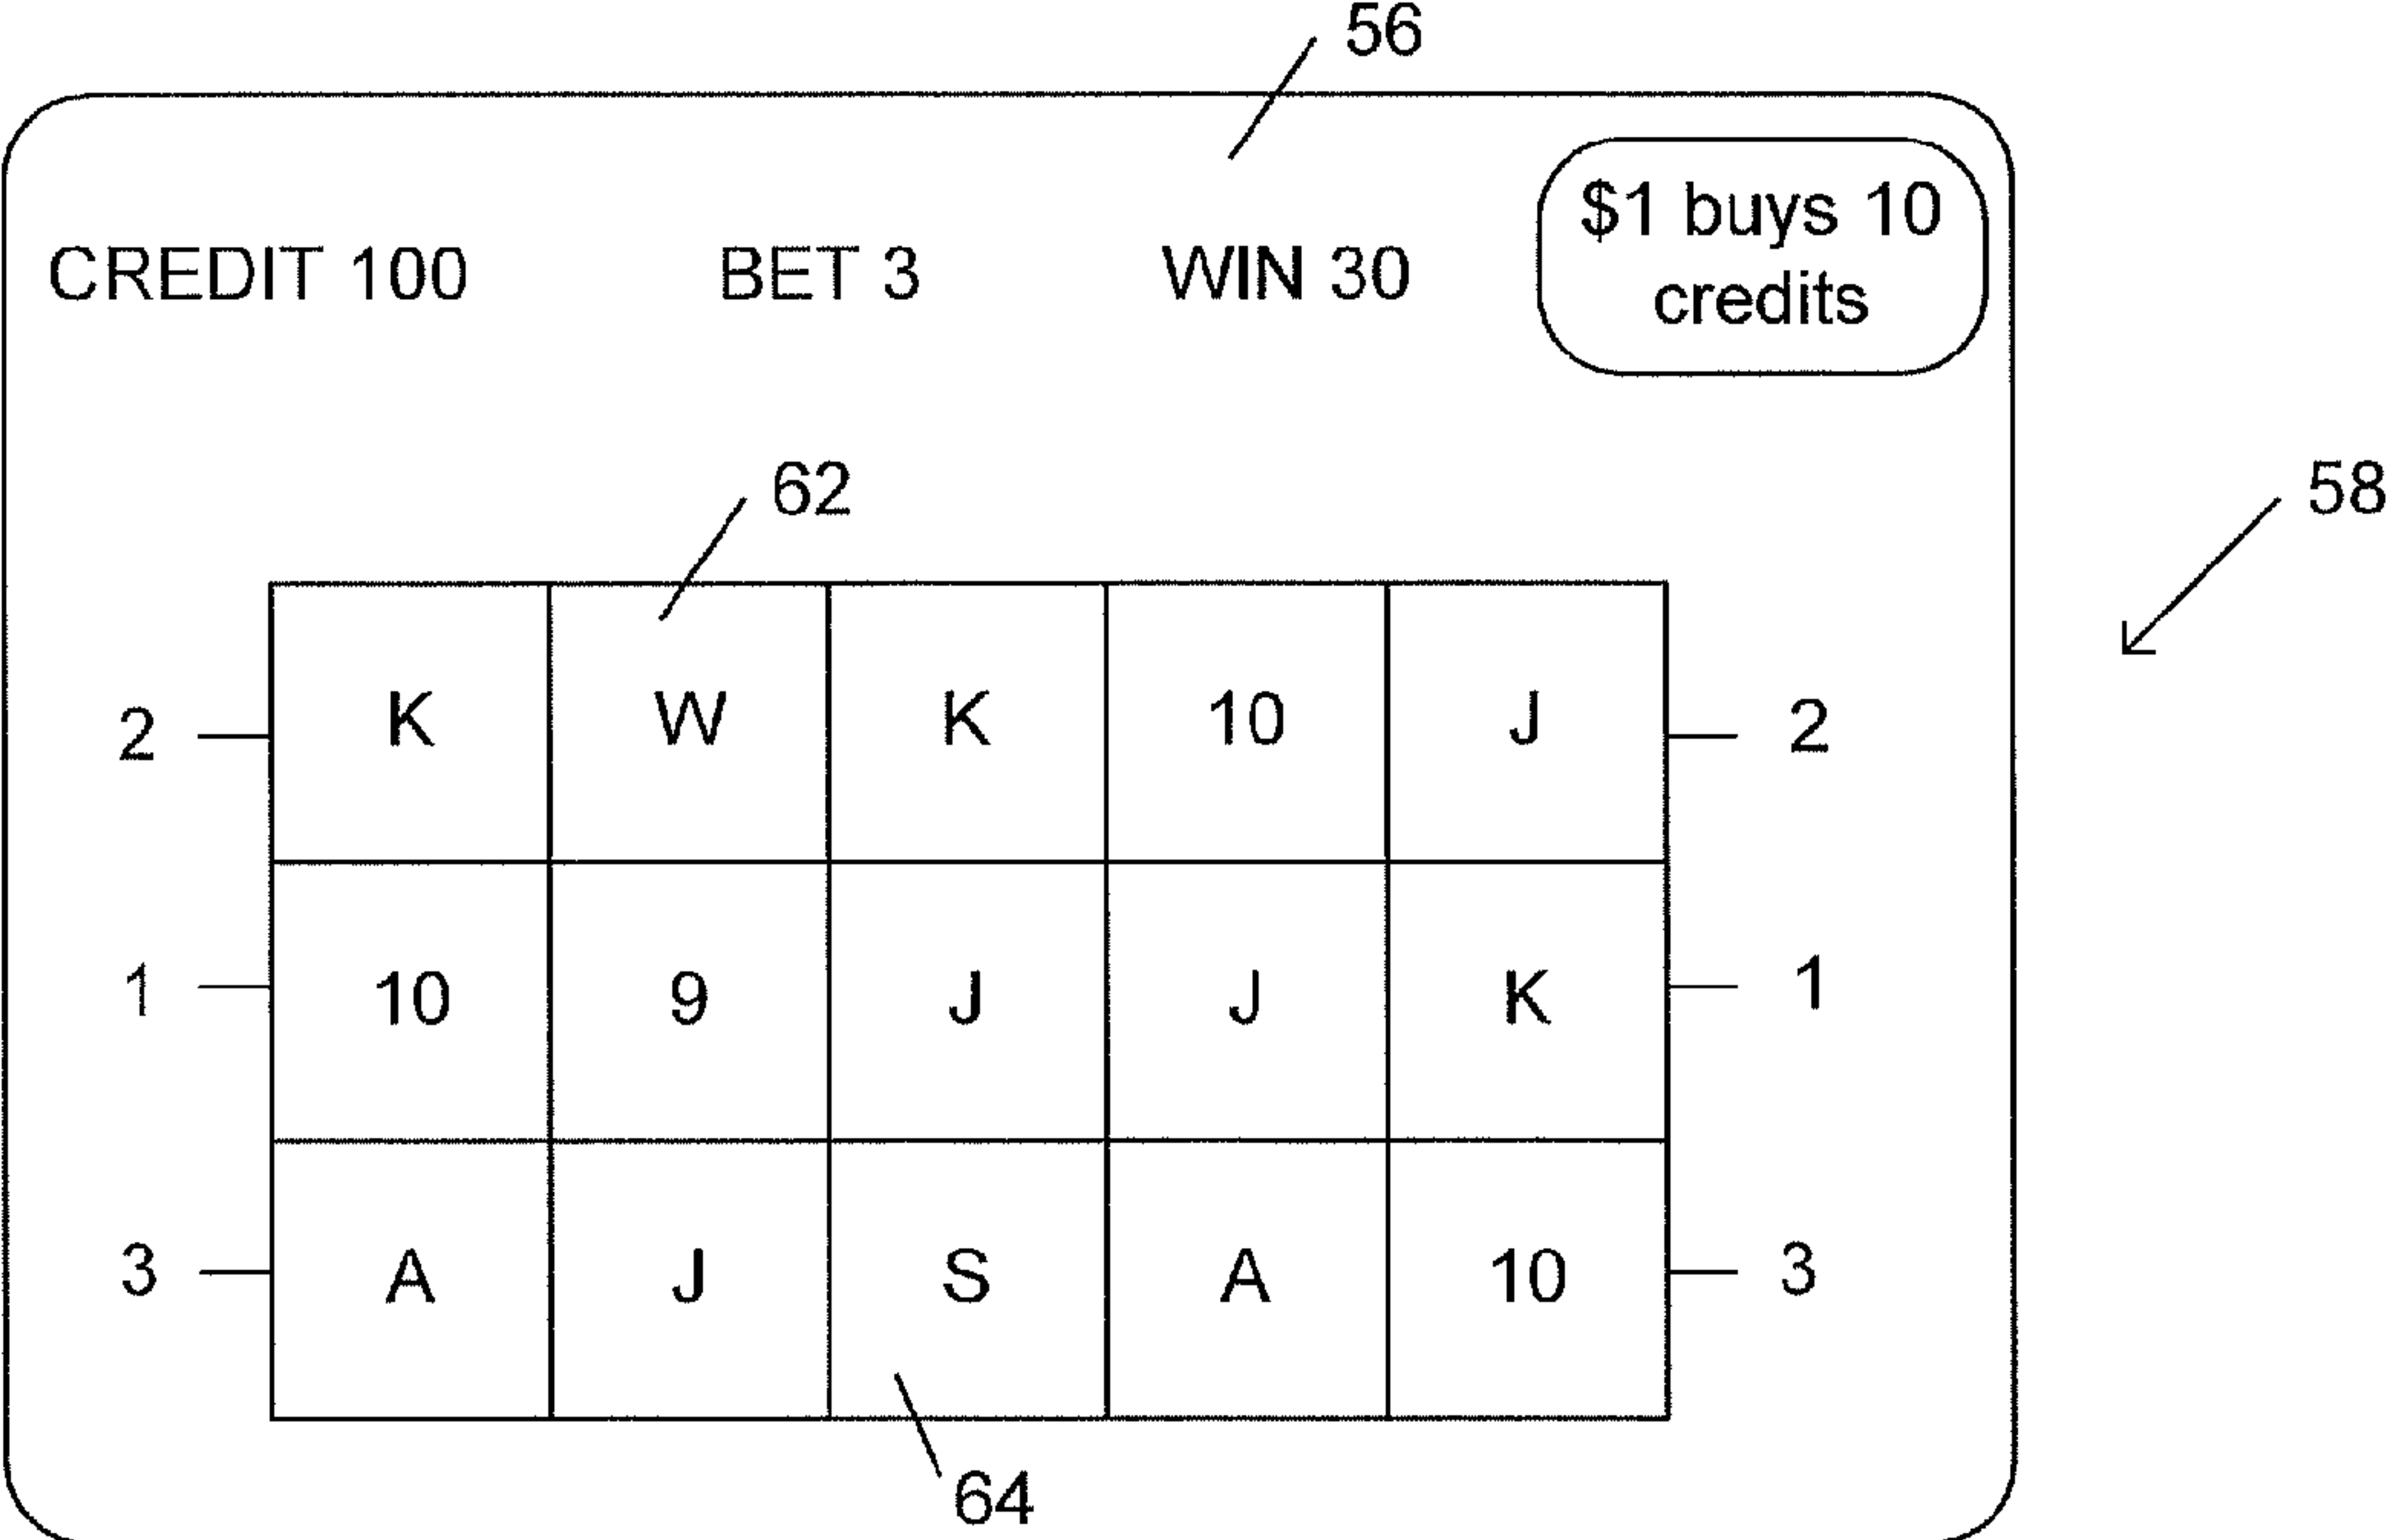 56
$1 buys 10
credits
CREDIT 100 BET 3 WIN 30
62
58
2 K W K 10 J 2
1 10 9 J J K 1
3 A J S A 10 3
64